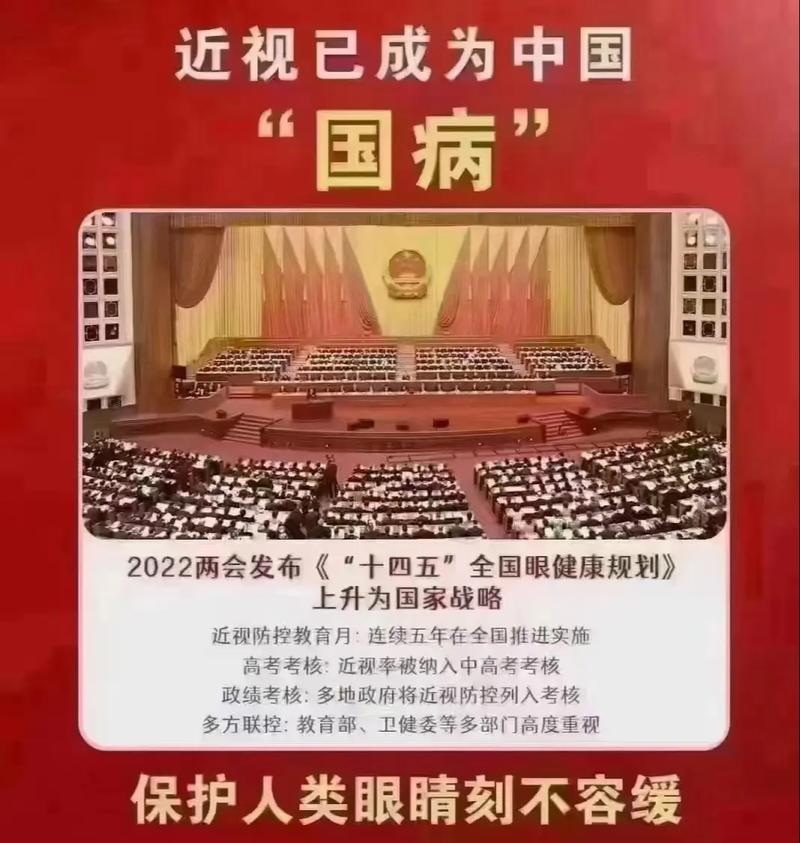 近视已成为中国
“国病”
2022两会发布《“十四五”全国眼健康规划》
上升为国家战略
近视防控教育月: 连续五年在全国推进实施
高考考核: 近视率被纳入中高考考核
政绩考核: 多地政府将近视防控列入考核
多方联控: 教育部、卫健委等多部门高度重视
保护人类眼睛刻不容缓